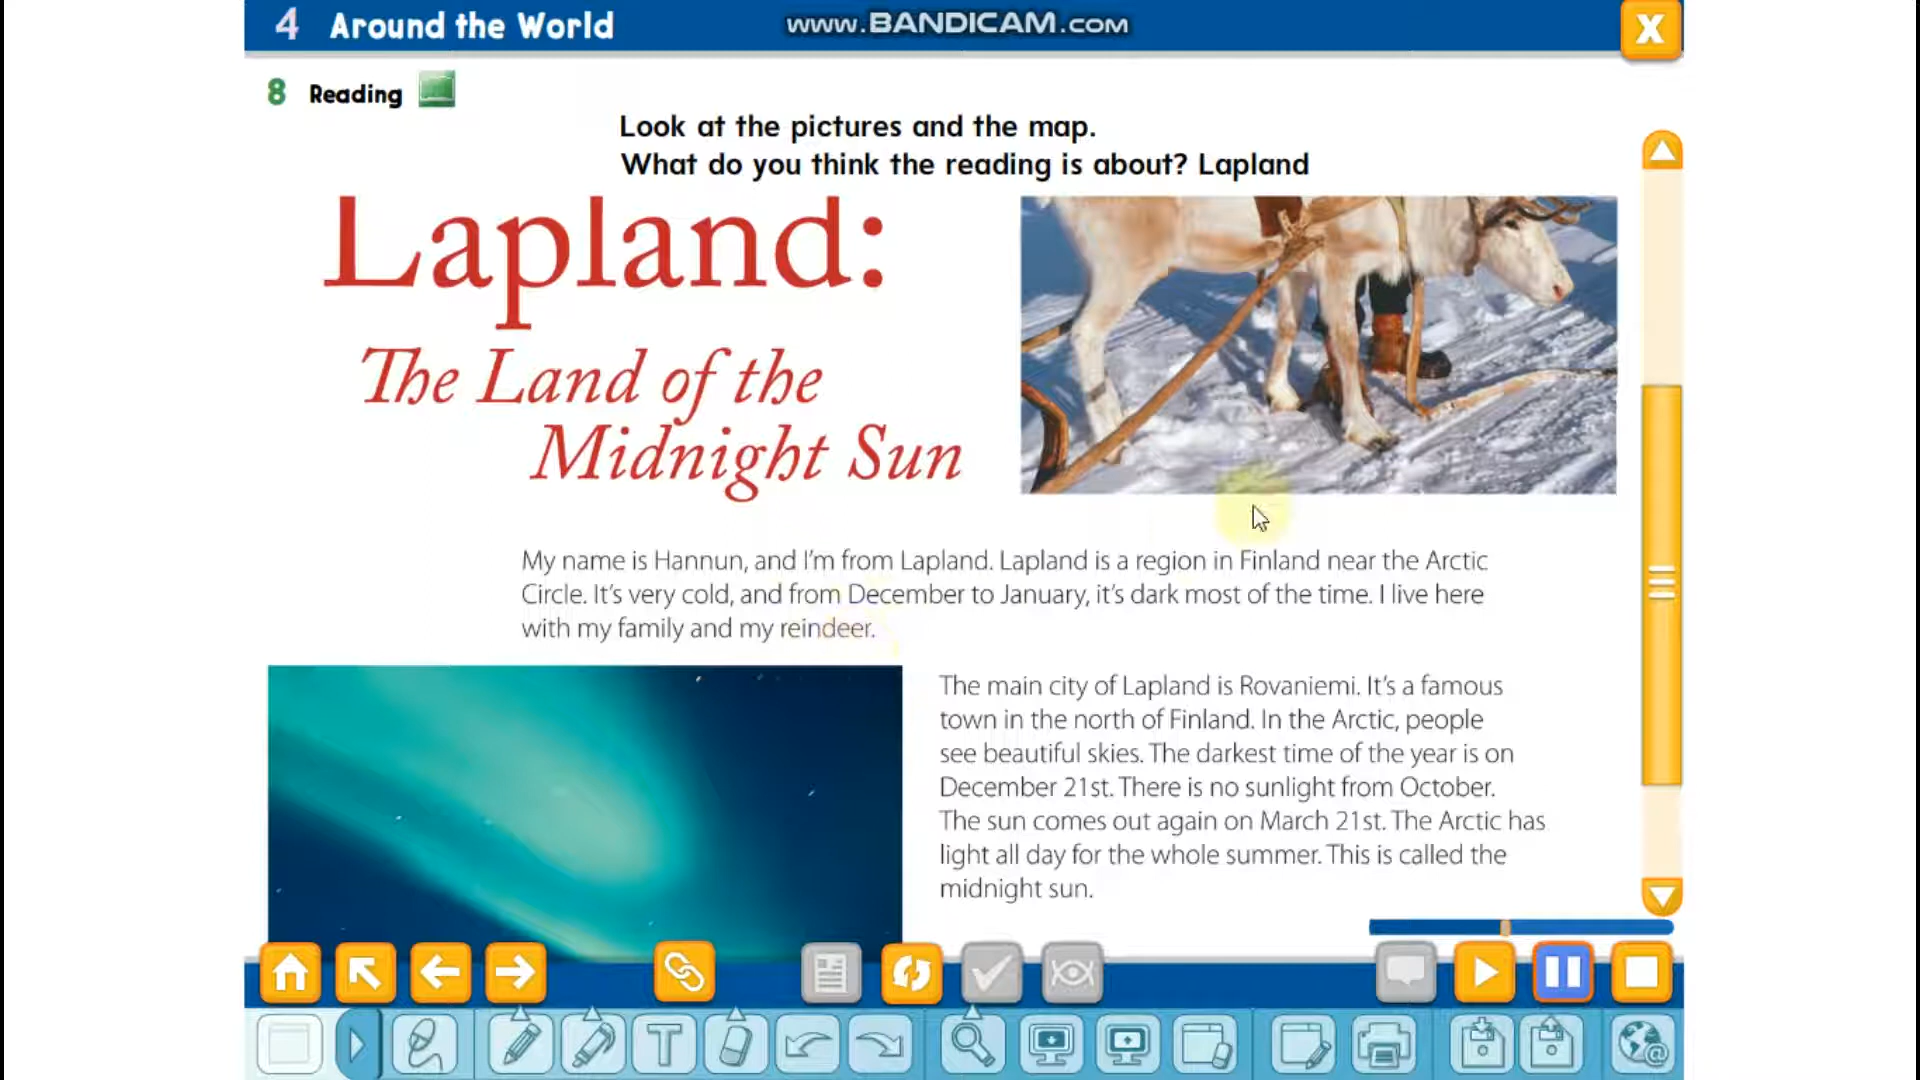 4 Around the World
www.BANDICAM.com
X
8 Reading
Look at the pictures and the map.
What do you think the reading is about? Lapland
Lapland:
The Land of the
Midnight Sun
My name is Hannun, and I'm from Lapland. Lapland is a region in Finland near the Arctic
Circle. It's very cold, and from December to January, it's dark most of the time. I live here
with my family and my reindeer.
The main city of Lapland is Rovaniemi. It's a famous
town in the north of Finland. In the Arctic, people
see beautiful skies. The darkest time of the year is on
December 21st. There is no sunlight from October.
The sun comes out again on March 21st. The Arctic has
light all day for the whole summer. This is called the
midnight sun.
T
@